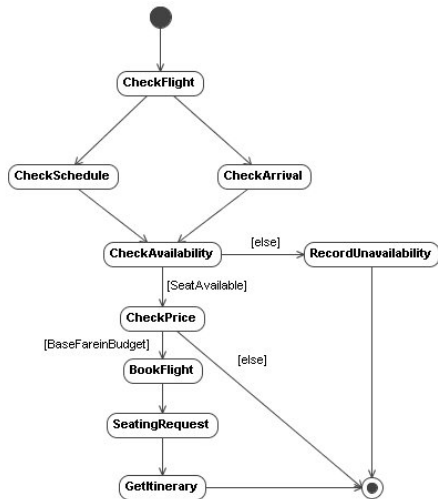 CheckFlight
CheckSchedule
CheckArrival
CheckAvailability
[else]
RecordUnavailability
[SeatAvailable]
CheckPrice
[BaseFareinBudget]
[else]
BookFlight
SeatingRequest
GetItinerary